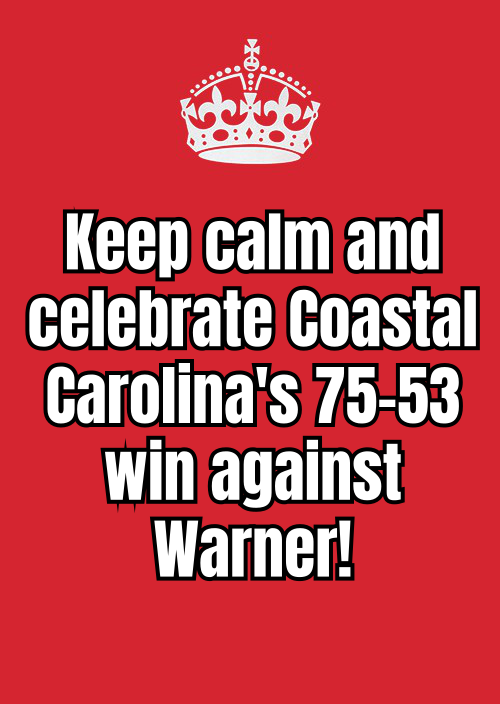 Keep calm and
celebrate Coastal
Carolina's 75-53
win against
Warner!